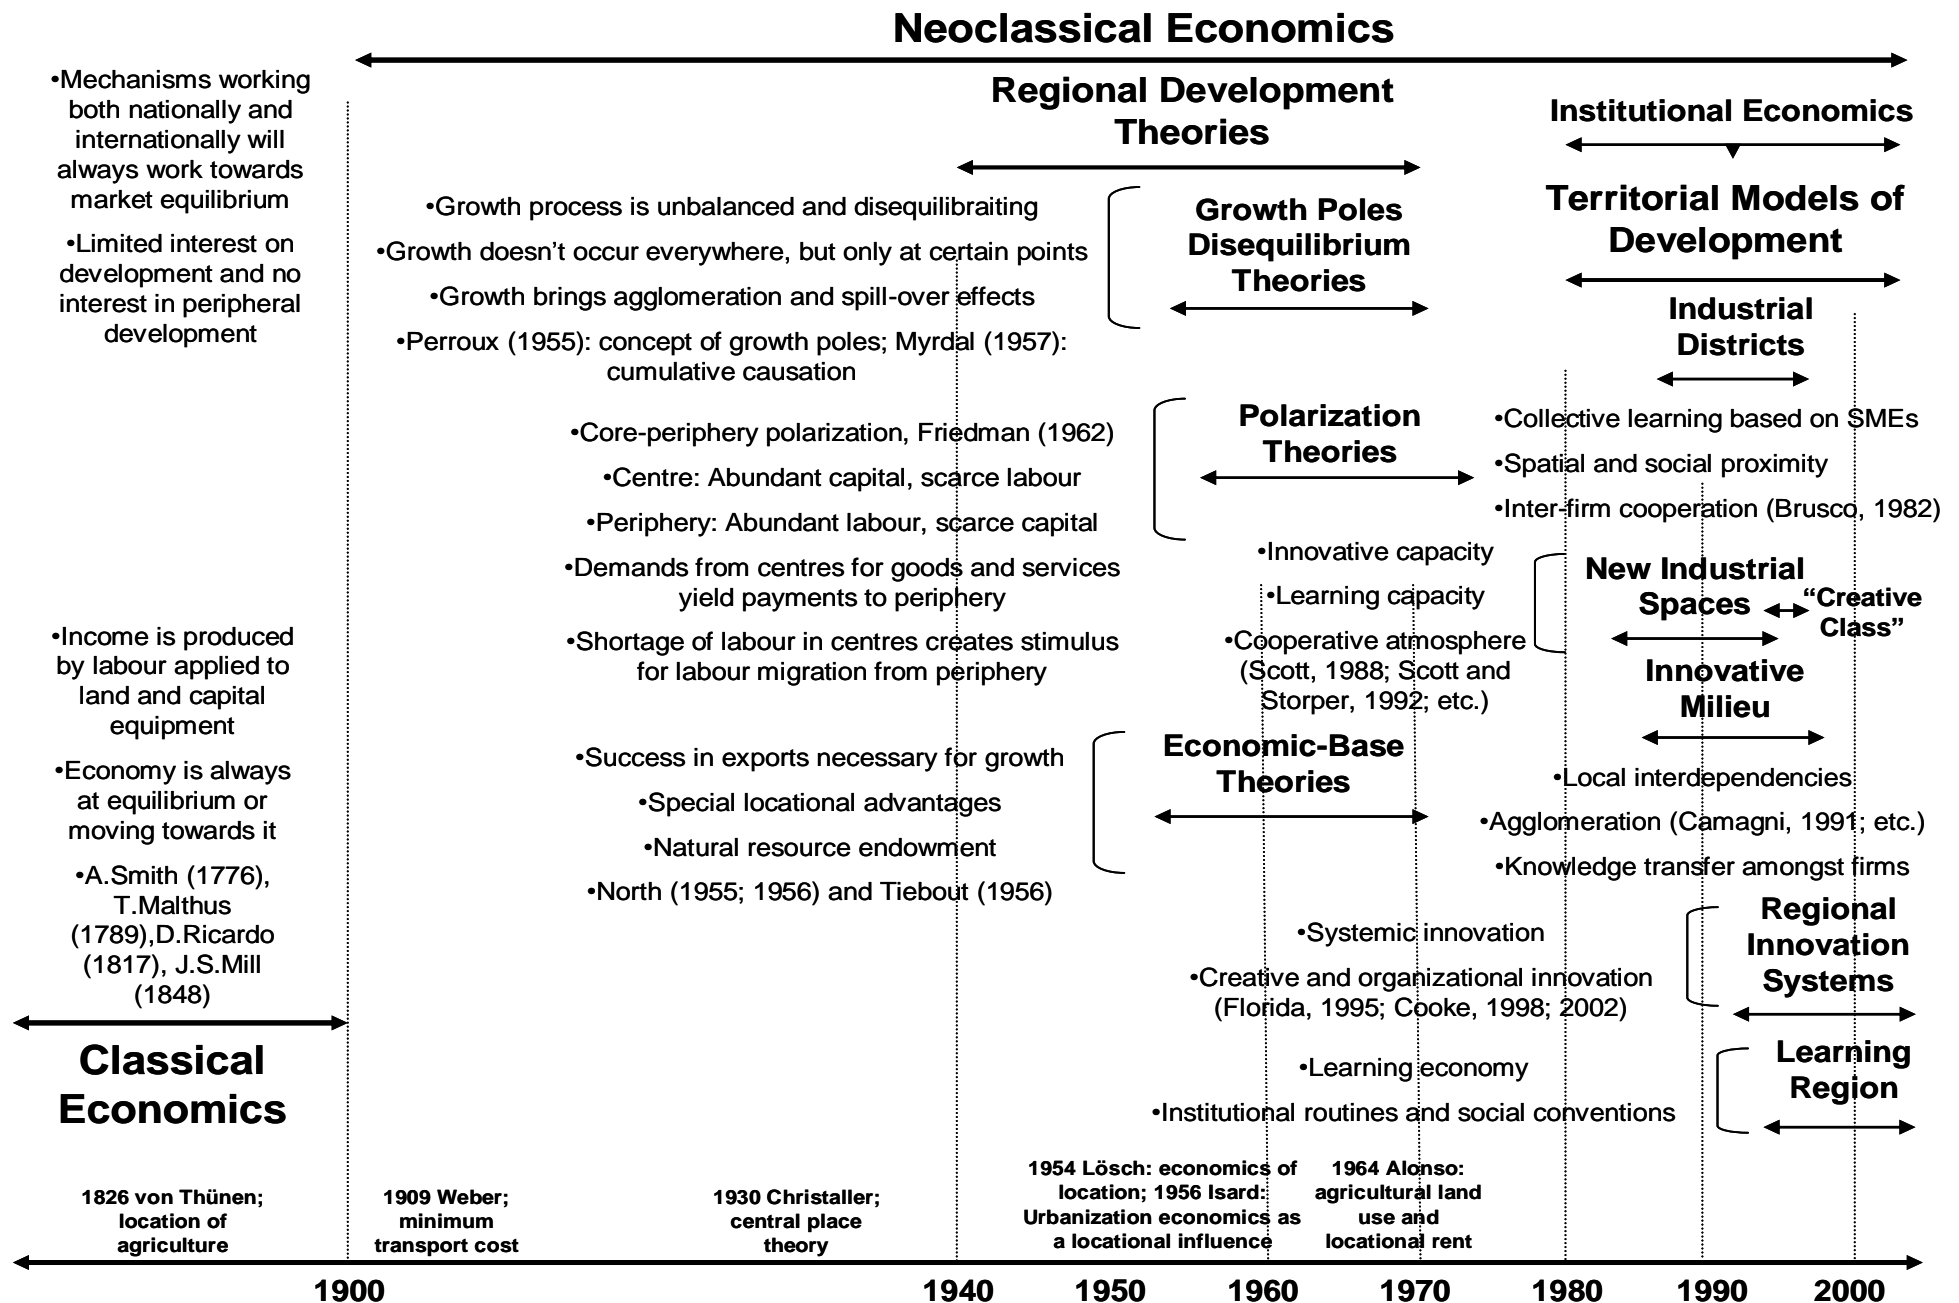 Neoclassical Economics
•Mechanisms working
both nationally and
internationally will
always work towards
market equilibrium
•Limited interest on
development and no
interest in peripheral
development
•Income is produced
by labour applied to
land and capital
equipment
•Economy is always
at equilibrium or
moving towards it
•A.Smith (1776),
T.Malthus
(1789),D.Ricardo
(1817), J.S.Mill
(1848)
Classical
Economics
Regional Development
Theories
•Growth process is unbalanced and disequilibraiting
•Growth doesn’t occur everywhere, but only at certain points
•Growth brings agglomeration and spill-over effects
•Perroux (1955): concept of growth poles; Myrdal (1957):
cumulative causation
Growth Poles
Disequilibrium
Theories
•Core-periphery polarization, Friedman (1962)
•Centre: Abundant capital, scarce labour
•Periphery: Abundant labour, scarce capital
•Demands from centres for goods and services
yield payments to periphery
•Shortage of labour in centres creates stimulus
for labour migration from periphery
Polarization
Theories
•Success in exports necessary for growth
•Special locational advantages
•Natural resource endowment
•North (1955; 1956) and Tiebout (1956)
Economic-Base
Theories
Institutional Economics
Territorial Models of
Development
Industrial
Districts
•Collective learning based on SMEs
•Spatial and social proximity
•Inter-firm cooperation (Brusco, 1982)
•Innovative capacity
•Learning capacity
•Cooperative atmosphere
(Scott, 1988; Scott and
Storper, 1992; etc.)
New Industrial
Spaces
“Creative
Class”
Innovative
Milieu
•Local interdependencies
•Agglomeration (Camagni, 1991; etc.)
•Knowledge transfer amongst firms
•Systemic innovation
•Creative and organizational innovation
(Florida, 1995; Cooke, 1998; 2002)
Regional
Innovation
Systems
•Learning economy
•Institutional routines and social conventions
Learning
Region
1826 von Thünen;
location of
agriculture
1909 Weber;
minimum
transport cost
1930 Christaller;
central place
theory
1954 Lösch: economics of
location; 1956 Isard:
Urbanization economics as
a locational influence
1964 Alonso:
agricultural land
use and
locational rent
1900 1940 1950 1960 1970 1980 1990 2000